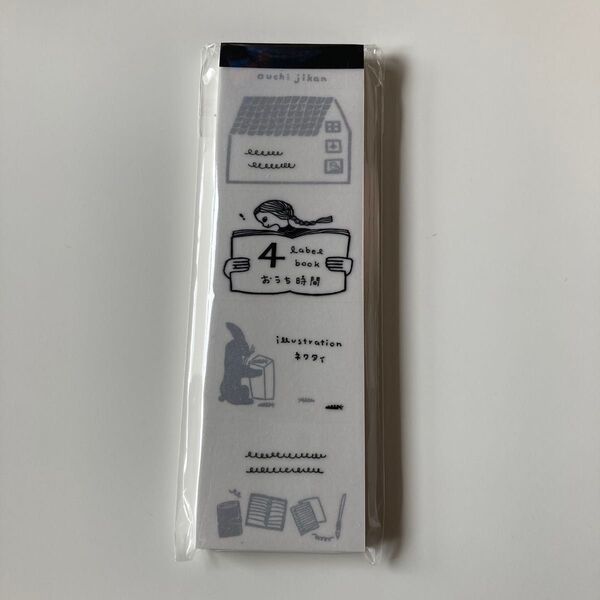 ouchi jikan
4
label
book
おうち時間
illustration
ネクタイ